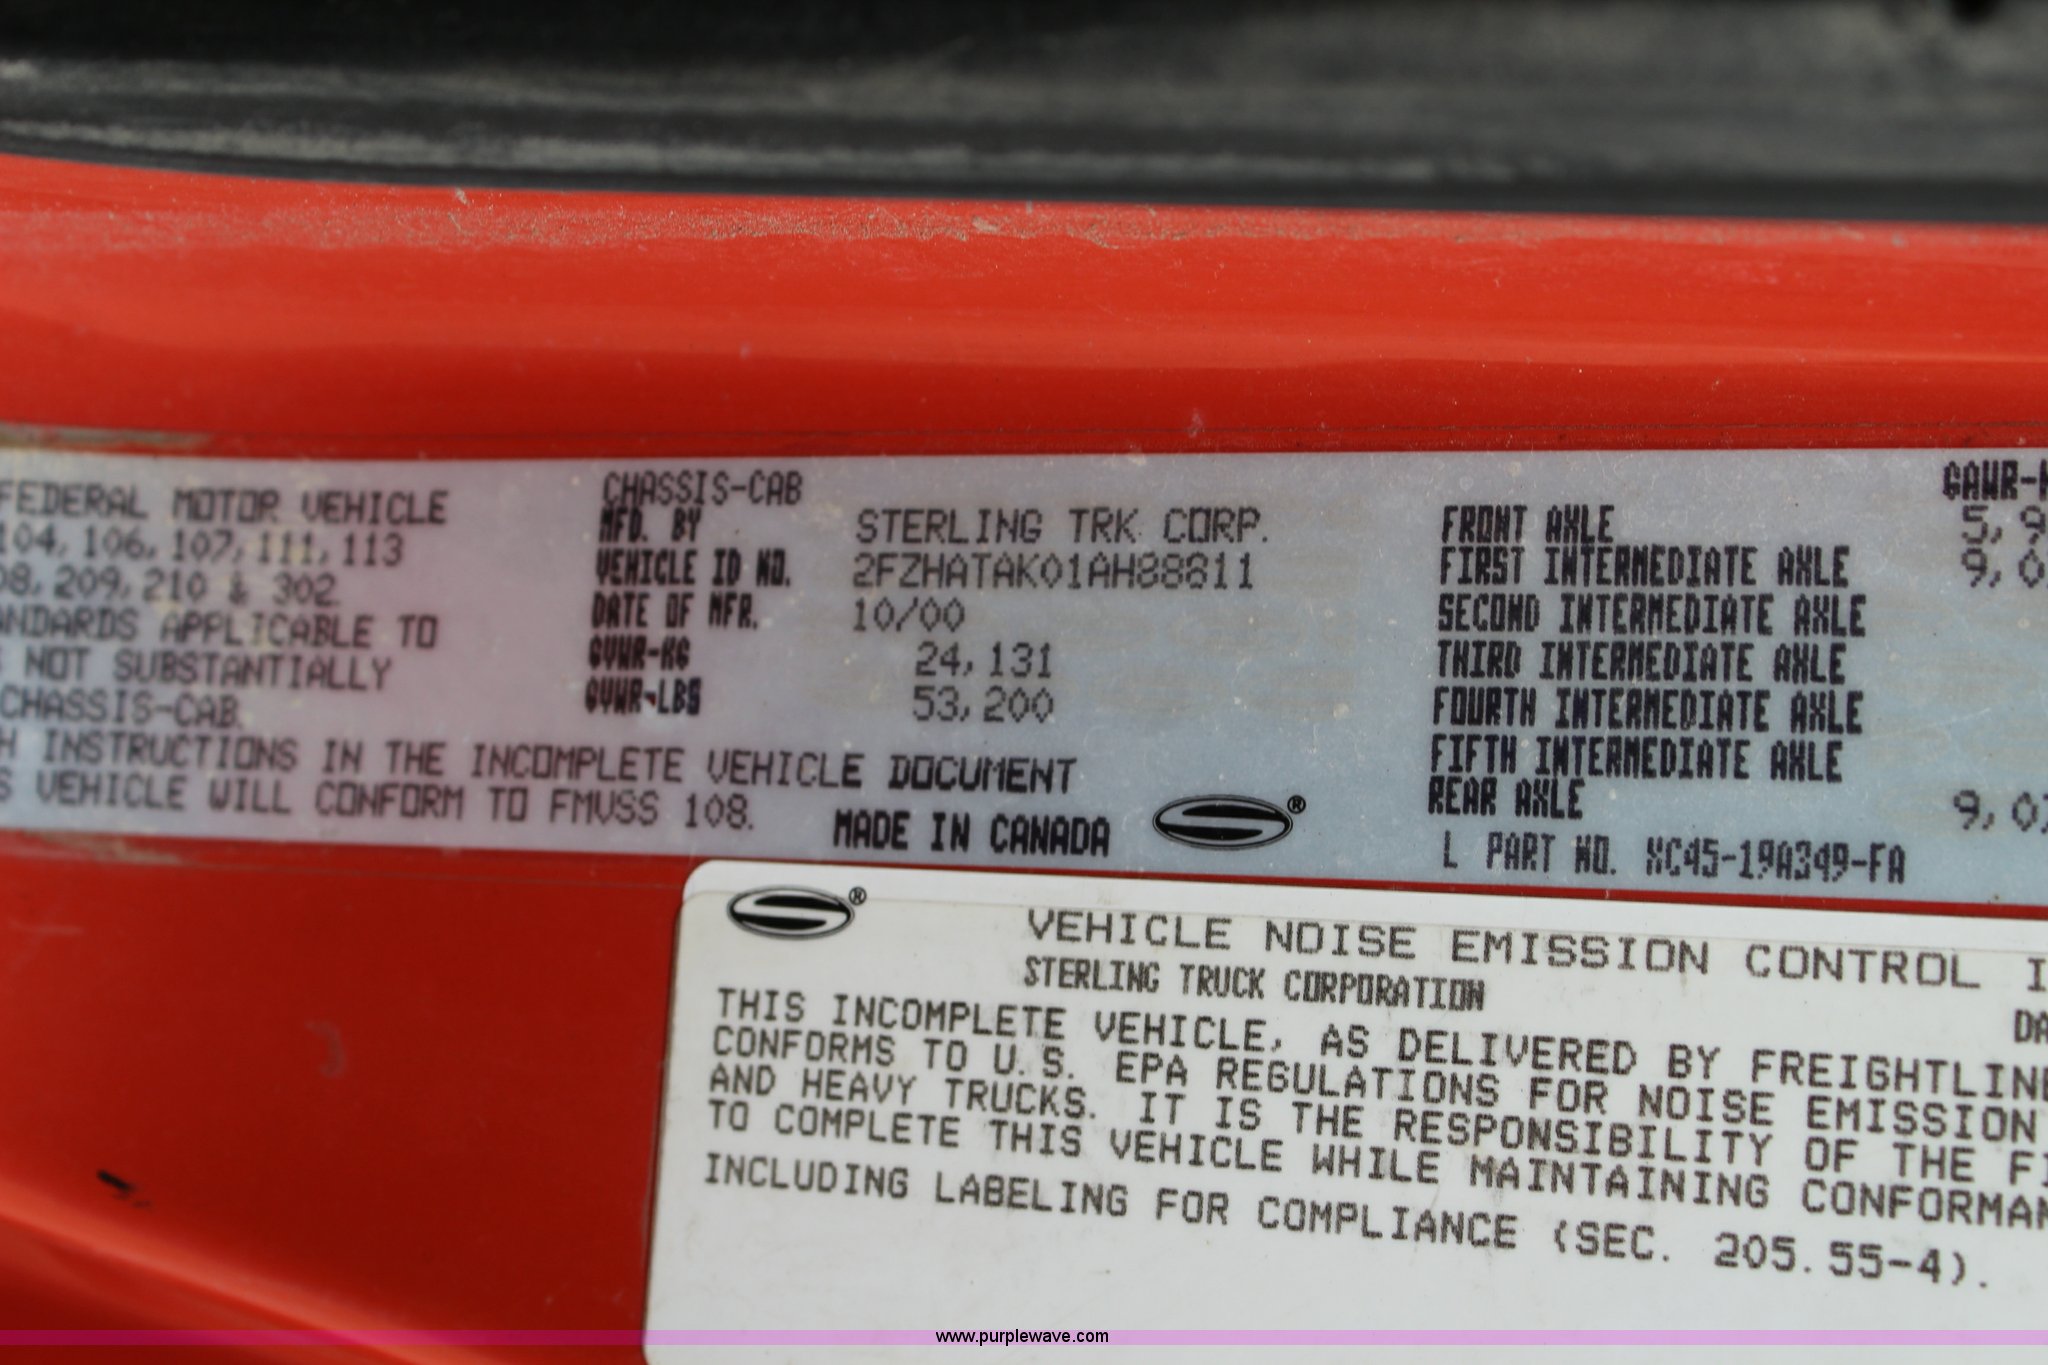 FEDERAL MOTOR VEHICLE
104, 106, 107, 111, 113
08, 209, 210 & 302
ANDARDS APPLICABLE TO
NOT SUBSTANTIALLY
CHASSIS-CAB
H INSTRUCTIONS IN THE INCOMPLETE VEHICLE DOCUMENT
S VEHICLE WILL CONFORM TO FMVSS 108.
CHASSIS-CAB
MFD. BY STERLING TRK CORP.
VEHICLE ID NO. 2FZHATAK01AH88611
DATE OF MFR. 10/00
GVWR-KG 24,131
GVWR-LBS 53,200
MADE IN CANADA ®
GAWR-K
FRONT AXLE 5,9
FIRST INTERMEDIATE AXLE 9,0
SECOND INTERMEDIATE AXLE
THIRD INTERMEDIATE AXLE
FOURTH INTERMEDIATE AXLE
FIFTH INTERMEDIATE AXLE
REAR AXLE 9,07
L PART NO. XC45-19A349-FA
®
VEHICLE NOISE EMISSION CONTROL I
STERLING TRUCK CORPORATION
DA
THIS INCOMPLETE VEHICLE, AS DELIVERED BY FREIGHTLINE
CONFORMS TO U.S. EPA REGULATIONS FOR NOISE EMISSION
AND HEAVY TRUCKS. IT IS THE RESPONSIBILITY OF THE FI
TO COMPLETE THIS VEHICLE WHILE MAINTAINING CONFORMAN
INCLUDING LABELING FOR COMPLIANCE (SEC. 205.55-4).
www.purplewave.com